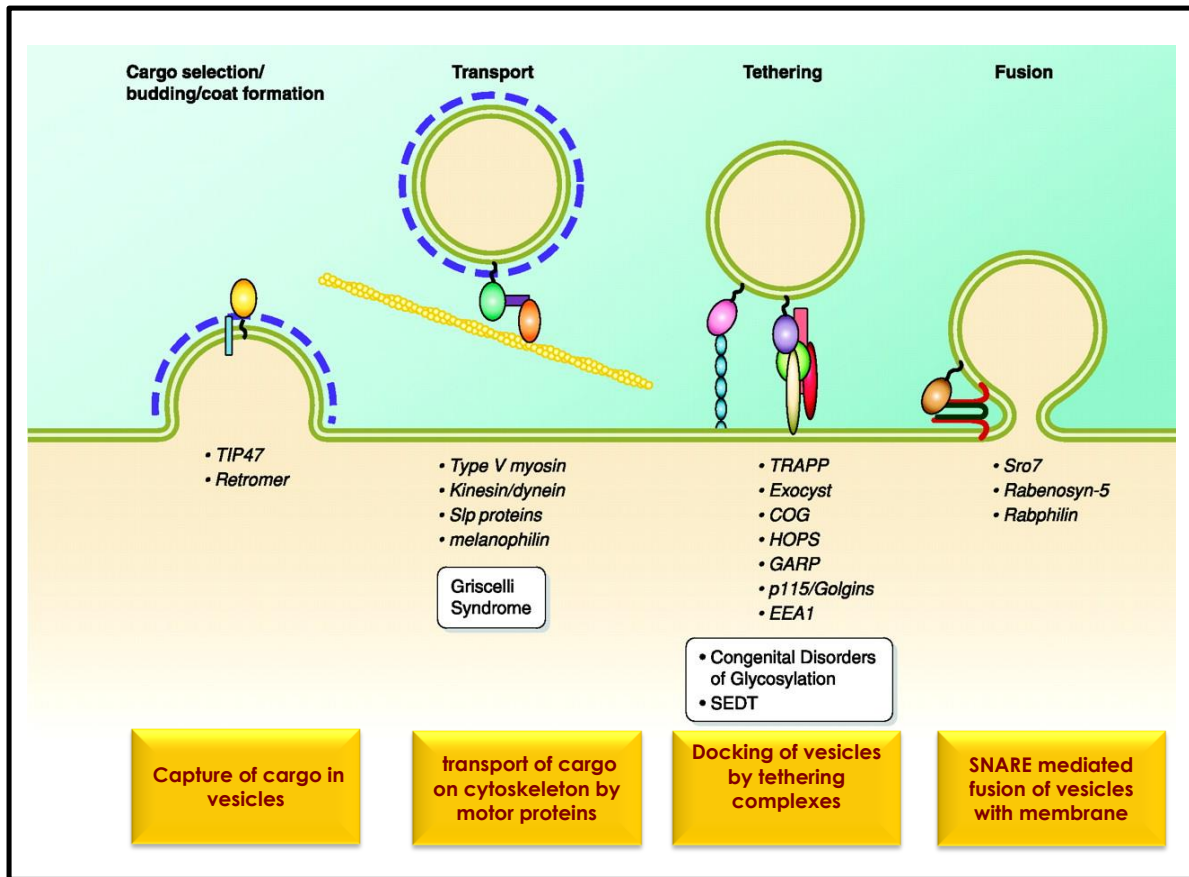 Cargo selection/
budding/coat formation
Transport
Tethering
Fusion
• TIP47
• Retromer
• Type V myosin
• Kinesin/dynein
• Slp proteins
• melanophilin
Griscelli
Syndrome
• TRAPP
• Exocyst
• COG
• HOPS
• GARP
• p115/Golgins
• EEA1
• Congenital Disorders
of Glycosylation
• SEDT
• Sro7
• Rabenosyn-5
• Rabphilin
Capture of cargo in
vesicles
transport of cargo
on cytoskeleton by
motor proteins
Docking of vesicles
by tethering
complexes
SNARE mediated
fusion of vesicles
with membrane